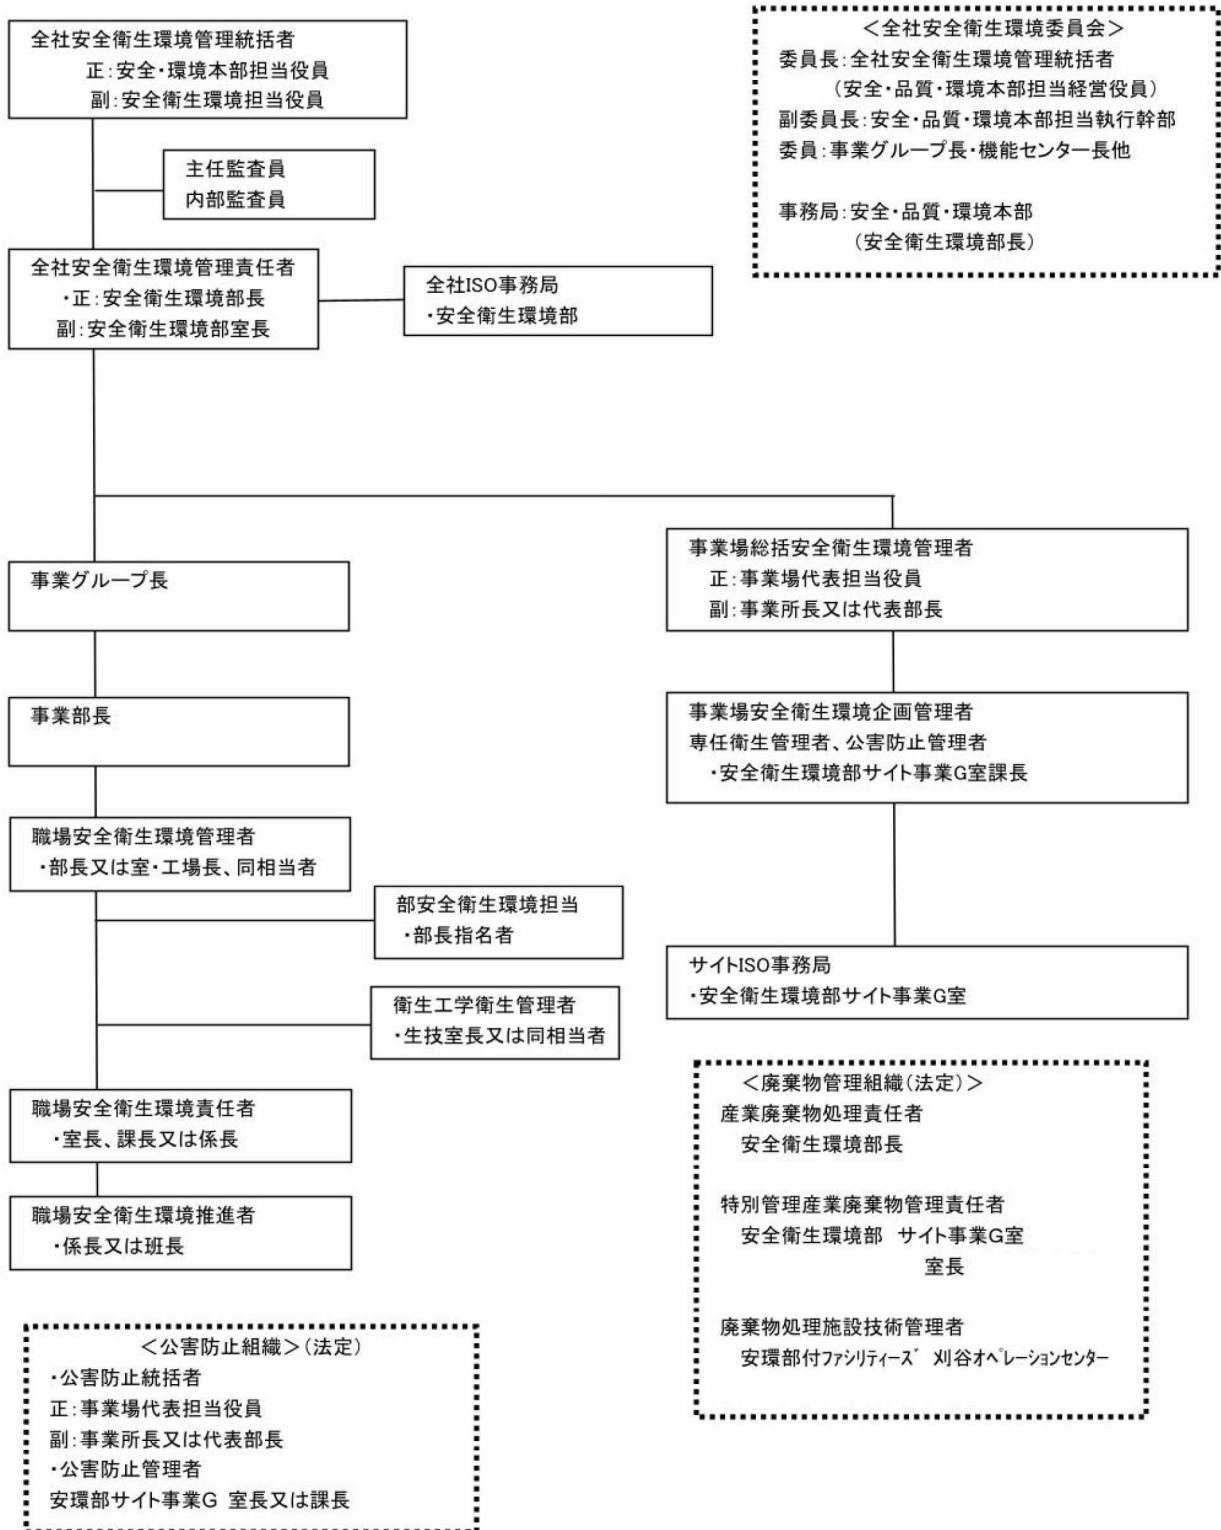 全社安全衛生環境管理統括者
正:安全・環境本部担当役員
副:安全衛生環境担当役員
<全社安全衛生環境委員会>
委員長:全社安全衛生環境管理統括者
(安全・品質・環境本部担当経営役員)
副委員長:安全・品質・環境本部担当執行幹部
委員:事業グループ長・機能センター長他
事務局:安全・品質・環境本部
(安全衛生環境部長)
主任監査員
内部監査員
全社安全衛生環境管理責任者
・正:安全衛生環境部長
副:安全衛生環境部室長
全社ISO事務局
・安全衛生環境部
事業グループ長
事業部長
職場安全衛生環境管理者
・部長又は室・工場長、同相当者
部安全衛生環境担当
・部長指名者
衛生工学衛生管理者
・生技室長又は同相当者
職場安全衛生環境責任者
・室長、課長又は係長
職場安全衛生環境推進者
・係長又は班長
事業場総括安全衛生環境管理者
正:事業場代表担当役員
副:事業所長又は代表部長
事業場安全衛生環境企画管理者
専任衛生管理者、公害防止管理者
・安全衛生環境部サイト事業G室課長
サイトISO事務局
・安全衛生環境部サイト事業G室
<廃棄物管理組織(法定)>
産業廃棄物処理責任者
安全衛生環境部長
特別管理産業廃棄物管理責任者
安全衛生環境部 サイト事業G室
室長
廃棄物処理施設技術管理者
安環部付ファシリティーズ 刈谷オペレーションセンター
<公害防止組織>(法定)
・公害防止統括者
正:事業場代表担当役員
副:事業所長又は代表部長
・公害防止管理者
安環部サイト事業G 室長又は課長